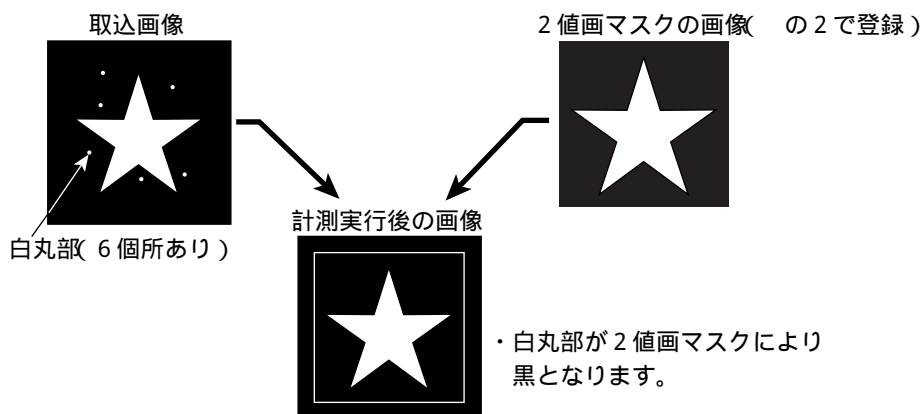 取込画像
2値画マスクの画像( の2で登録)
白丸部(6個所あり)
計測実行後の画像
・白丸部が2値画マスクにより
黒となります。